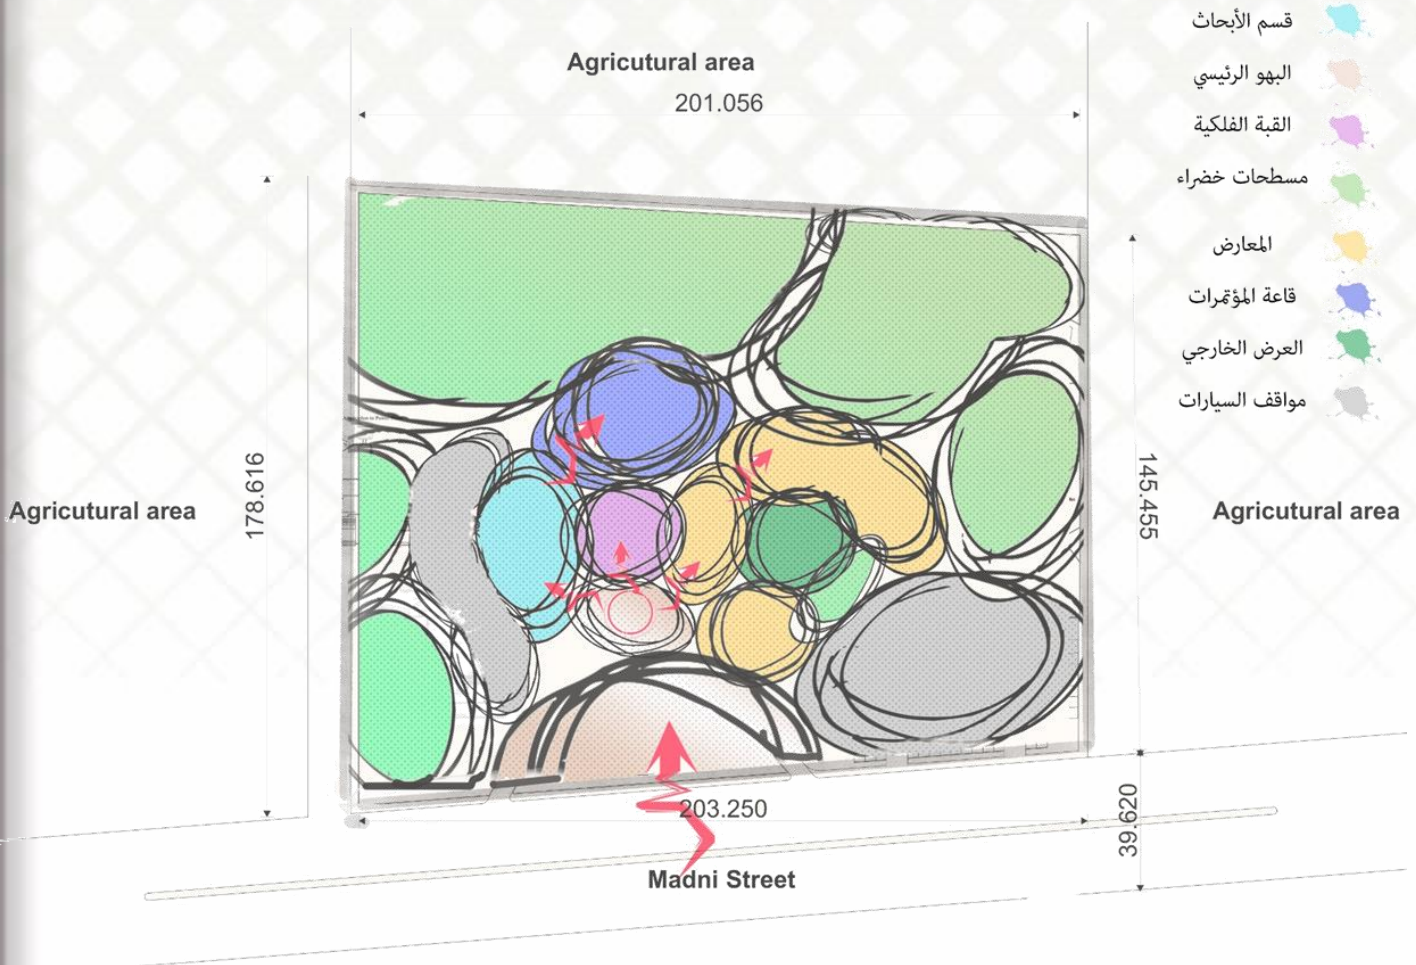 قسم الأبحاث
البهو الرئيسي
القبة الفلكية
مسطحات خضراء
المعارض
قاعة المؤتمرات
العرض الخارجي
مواقف السيارات
Agricutural area
201.056
178.616
Agricutural area
145.455
Agricutural area
203.250
39.620
Madni Street